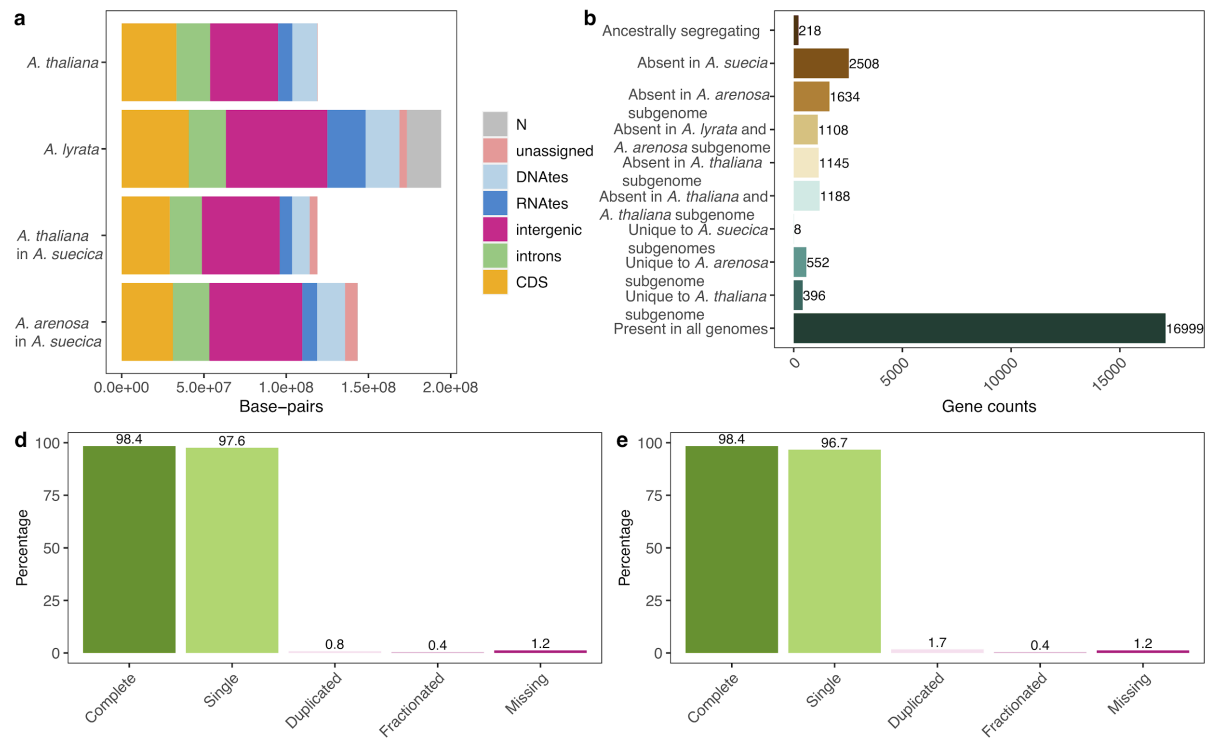 a
A. thaliana
A. lyrata
A. thaliana
in A. suecica
A. arenosa
in A. suecica
0.0e+00 5.0e+07 1.0e+08 1.5e+08 2.0e+08
Base−pairs
N
unassigned
DNAtes
RNAtes
intergenic
introns
CDS
b
Ancestrally segregating
Absent in A. suecia
Absent in A. arenosa
subgenome
Absent in A. lyrata and
A. arenosa subgenome
Absent in A. thaliana
subgenome
Absent in A. thaliana and
A. thaliana subgenome
Unique to A. suecica
subgenomes
Unique to A. arenosa
subgenome
Unique to A. thaliana
subgenome
Present in all genomes
218
2508
1634
1108
1145
1188
8
552
396
16999
0 5000 10000 15000
Gene counts
d
Percentage
100
75
50
25
0
98.4 97.6 0.8 0.4 1.2
Complete Single Duplicated Fractionated Missing
e
Percentage
100
75
50
25
0
98.4 96.7 1.7 0.4 1.2
Complete Single Duplicated Fractionated Missing